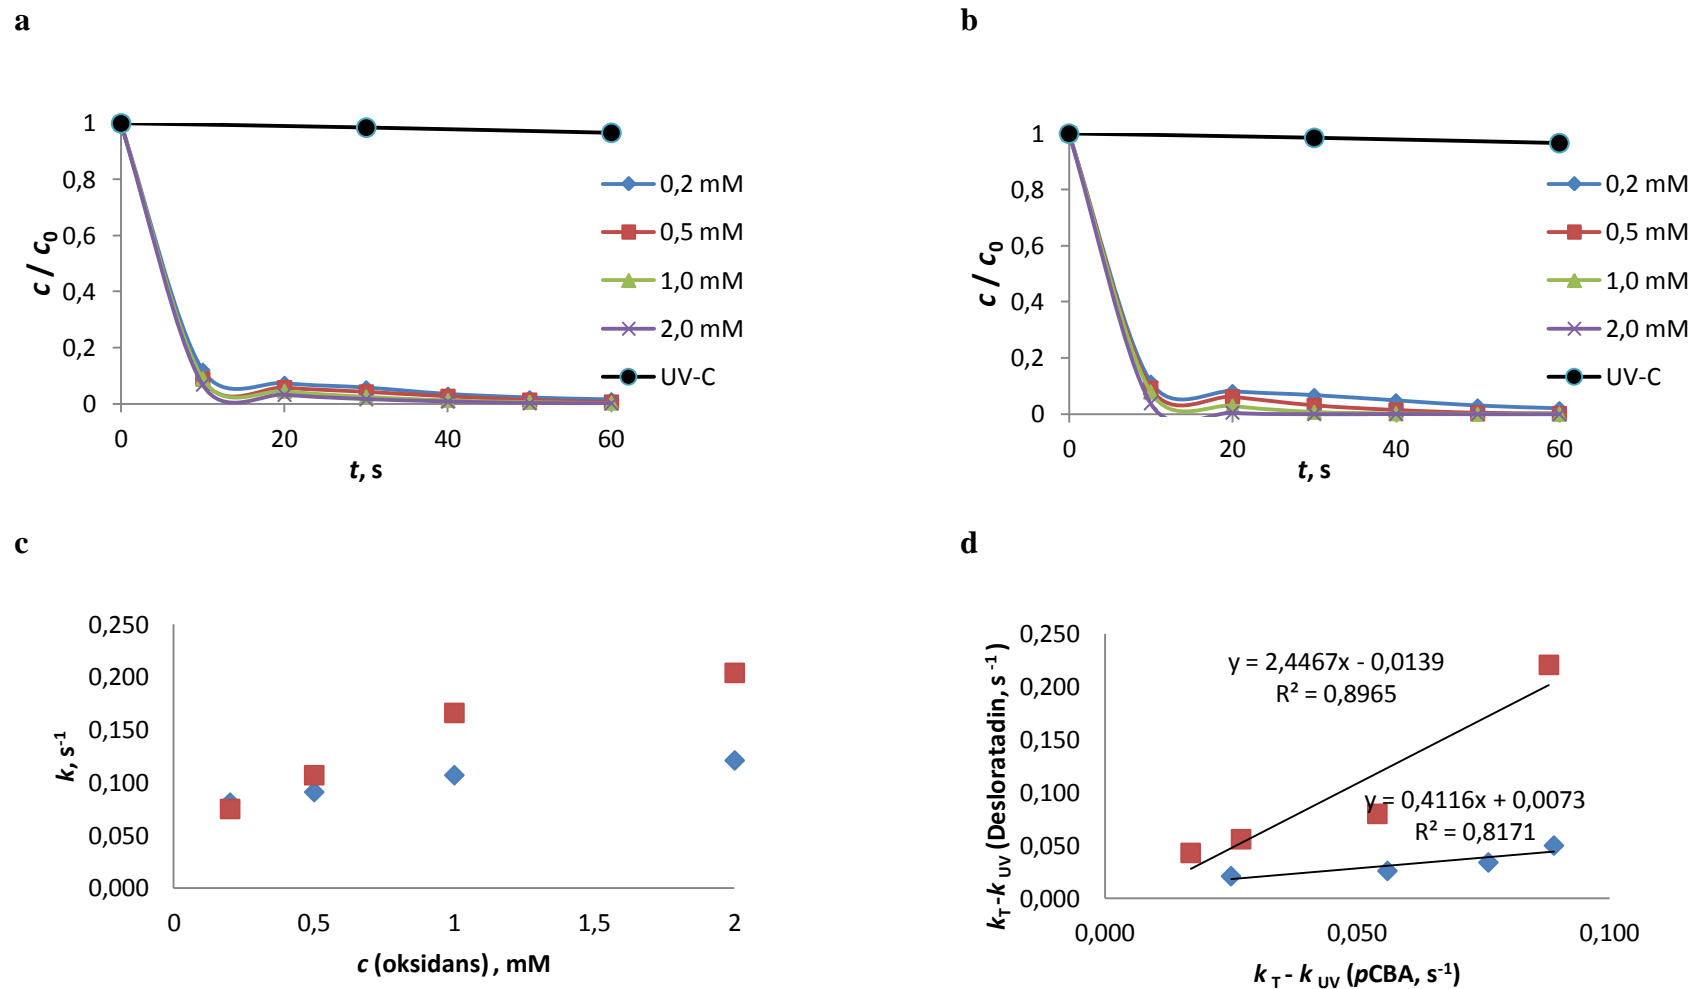 a
1
0,8
0,6
0,4
0,2
0
c / c0
0
20
40
60
t, s
0,2 mM
0,5 mM
1,0 mM
2,0 mM
UV-C
b
1
0,8
0,6
0,4
0,2
0
c / c0
0
20
40
60
t, s
0,2 mM
0,5 mM
1,0 mM
2,0 mM
UV-C
c
0,250
0,200
0,150
0,100
0,050
0,000
k, s-1
0
0,5
1
1,5
2
c (oksidans) , mM
d
0,250
0,200
0,150
0,100
0,050
0,000
kT-k UV (Desloratadin, s -1)
y = 2,4467x - 0,0139
R² = 0,8965
y = 0,4116x + 0,0073
R² = 0,8171
0,000
0,050
0,100
k T - k UV (pCBA, s-1)